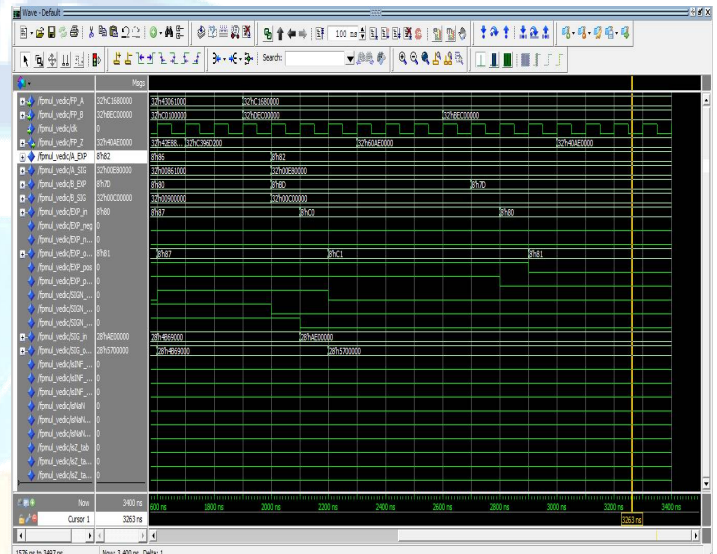 Wave - Default
100 ns
Search:
Msgs
/fpmul_vedic/FP_A 32'hC1680000 32'h43061000 32'hC1680000
/fpmul_vedic/FP_B 32'hBEC00000 32'hC0100000 32'hDEC00000 32'hBEC00000
/fpmul_vedic/clk 0
/fpmul_vedic/FP_Z 32'h40AE0000 32'h42E88... 32'hC396D200 32'h60AE0000 32'h40AE0000
/fpmul_vedic/A_EXP 8'h82 8'h86 8'h82
/fpmul_vedic/A_SIG 32'h00E80000 32'h00861000 32'h00E80000
/fpmul_vedic/B_EXP 8'h7D 8'h80 8'hBD 8'h7D
/fpmul_vedic/B_SIG 32'h00C00000 32'h00900000 32'h00C00000
/fpmul_vedic/EXP_in 8'h80 8'h87 8'hC0 8'h80
/fpmul_vedic/EXP_neg 0
/fpmul_vedic/EXP_n... 0
/fpmul_vedic/EXP_o... 8'h81 8'h87 8'hC1 8'h81
/fpmul_vedic/EXP_pos 0
/fpmul_vedic/EXP_p... 0
/fpmul_vedic/SIGN_... 0
/fpmul_vedic/SIGN_... 0
/fpmul_vedic/SIGN_... 0
/fpmul_vedic/SIG_in 28'hAE00000 28'h4B69000 28'hAE00000
/fpmul_vedic/SIG_o... 28'h5700000 28'h4B69000 28'h5700000
/fpmul_vedic/isINF_... 0
/fpmul_vedic/isINF_... 0
/fpmul_vedic/isINF_... 0
/fpmul_vedic/isNaN 0
/fpmul_vedic/isNaN... 0
/fpmul_vedic/isNaN... 0
/fpmul_vedic/isZ_tab 0
/fpmul_vedic/isZ_ta... 0
/fpmul_vedic/isZ_ta... 0
Now 3400 ns 600 ns 1800 ns 2000 ns 2200 ns 2400 ns 2600 ns 2800 ns 3000 ns 3200 ns 3400 ns
Cursor 1 3263 ns 3263 ns
1576 ns to 3497 ns Now: 3,400 ns Delta: 1